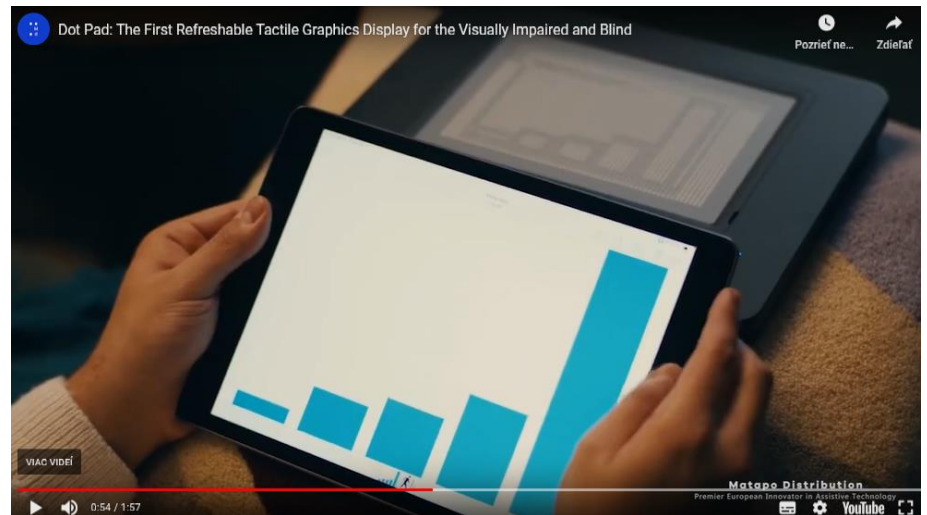 Dot Pad: The First Refreshable Tactile Graphics Display for the Visually Impaired and Blind
Pozrieť ne...
Zdieľať
VIAC VIDEÍ
Matapo Distribution
Premier European Innovator in Assistive Technology
0:54 / 1:57
YouTube